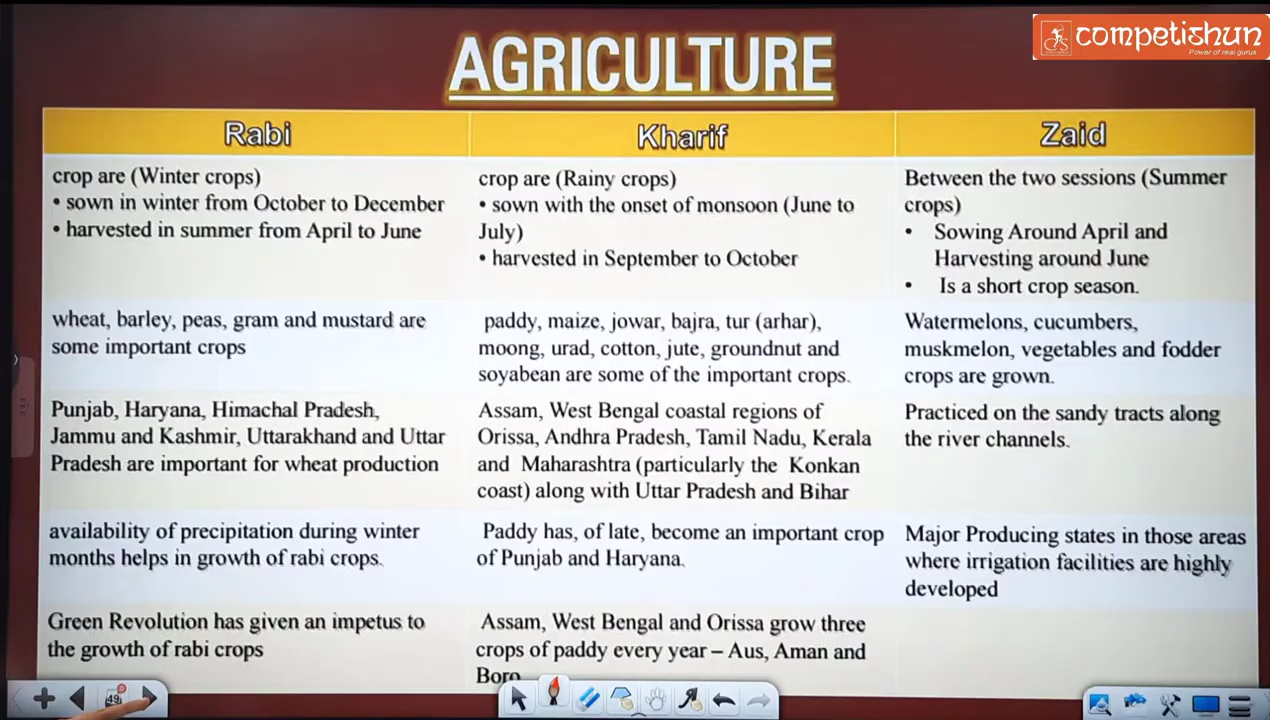 competishun
Power of real gurus
AGRICULTURE
Rabi
Kharif
Zaid
crop are (Winter crops)
• sown in winter from October to December
• harvested in summer from April to June
crop are (Rainy crops)
• sown with the onset of monsoon (June to
July)
• harvested in September to October
Between the two sessions (Summer
crops)
• Sowing Around April and
Harvesting around June
• Is a short crop season.
wheat, barley, peas, gram and mustard are
some important crops
paddy, maize, jowar, bajra, tur (arhar),
moong, urad, cotton, jute, groundnut and
soyabean are some of the important crops.
Watermelons, cucumbers,
muskmelon, vegetables and fodder
crops are grown.
Punjab, Haryana, Himachal Pradesh,
Jammu and Kashmir, Uttarakhand and Uttar
Pradesh are important for wheat production
Assam, West Bengal coastal regions of
Orissa, Andhra Pradesh, Tamil Nadu, Kerala
and Maharashtra (particularly the Konkan
coast) along with Uttar Pradesh and Bihar
Practiced on the sandy tracts along
the river channels.
availability of precipitation during winter
months helps in growth of rabi crops.
Paddy has, of late, become an important crop
of Punjab and Haryana.
Major Producing states in those areas
where irrigation facilities are highly
developed
Green Revolution has given an impetus to
the growth of rabi crops
Assam, West Bengal and Orissa grow three
crops of paddy every year – Aus, Aman and
Boro
49